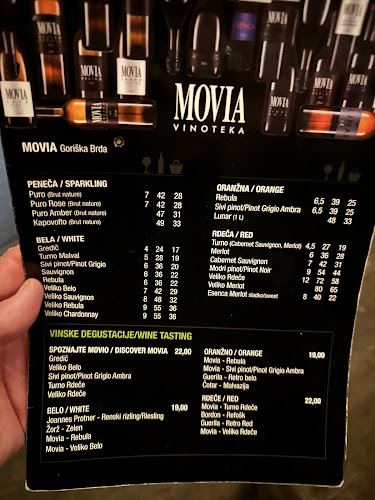 MOVIA
VINOTEKA
MOVIA Goriška Brda
PENEČA / SPARKLING
Puro (Brut nature) 7 42 28
Puro Rose (Brut nature) 7 42 28
Puro Amber (Brut nature) 47 31
Kapovolto (Brut nature) 49 33
BELA / WHITE
Gredič 4 24 17
Turno Malval 5 28 23
Sivi pinot/Pinot Grigio 6 36 20
Sauvignon 6 36 22
Rebula 6 36 22
Veliko Belo 7 42 29
Veliko Sauvignon 8 48 32
Veliko Rebula 9 55 36
Veliko Chardonnay 9 55 36
ORANŽNA / ORANGE
Rebula 6,5 39 25
Sivi pinot/Pinot Grigio Ambra 6,5 39 25
Lunar (1 L) 48 33
RDEČA / RED
Turno (Cabernet Sauvignon, Merlot) 4,5 27 19
Merlot 6 36 28
Cabernet Sauvignon 7 42 31
Modri pinot/Pinot Noir 9 54 44
Veliko Rdeče 12 72 58
Veliko Merlot 80 65
Esenca Merlot sladko/sweet 8 40 22
VINSKE DEGUSTACIJE/WINE TASTING
SPOZNAJTE MOVIO / DISCOVER MOVIA 22,00
Gredič
Veliko Belo
Sivi pinot/Pinot Grigio Ambra
Turno Rdeče
Veliko Rdeče
BELO / WHITE 19,00
Joannes Protner - Renski rizling/Riesling
Žorž - Zelen
Movia - Rebula
Movia - Veliko Belo
ORANŽNO / ORANGE 19,00
Movia - Rebula
Movia - Sivi pinot/Pinot Grigio Ambra
Guerila - Retro belo
Čotar - Malvazija
RDEČE / RED 22,00
Movia - Turno Rdeče
Bordon - Refošk
Guerila - Retro Red
Movia - Veliko Rdeče